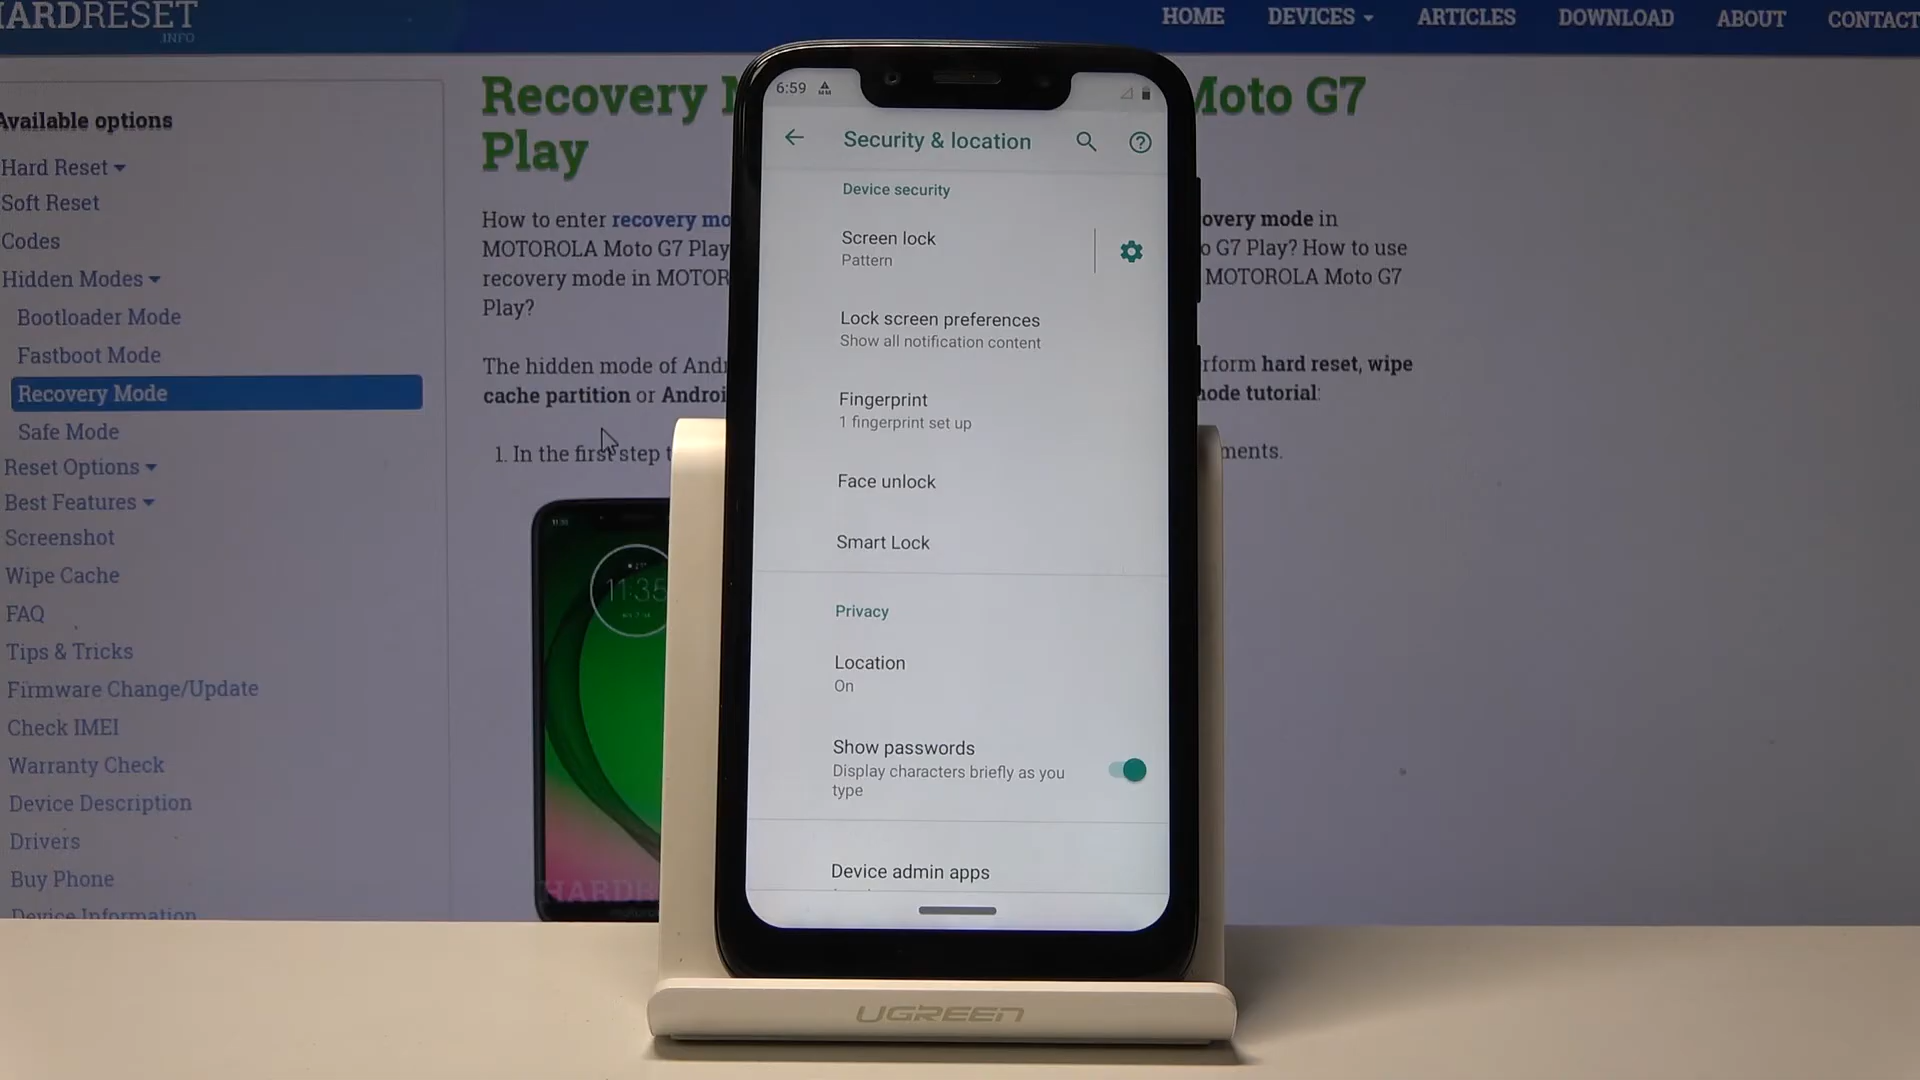 HARDRESET
.INFO
HOME DEVICES ARTICLES DOWNLOAD ABOUT CONTACT
Available options
Hard Reset
Soft Reset
Codes
Hidden Modes
Bootloader Mode
Fastboot Mode
Recovery Mode
Safe Mode
Reset Options
Best Features
Screenshot
Wipe Cache
FAQ
Tips & Tricks
Firmware Change/Update
Check IMEI
Warranty Check
Device Description
Drivers
Buy Phone
Device Information
Recovery Moto G7
Play
How to enter recovery mo overy mode in
MOTOROLA Moto G7 Play o G7 Play? How to use
recovery mode in MOTOR MOTOROLA Moto G7
Play?
The hidden mode of Andr rform hard reset, wipe
cache partition or Androi ode tutorial:
1. In the first step t ments.
11:35
6:59
Security & location
Device security
Screen lock
Pattern
Lock screen preferences
Show all notification content
Fingerprint
1 fingerprint set up
Face unlock
Smart Lock
Privacy
Location
On
Show passwords
Display characters briefly as you
type
Device admin apps
UGREEN